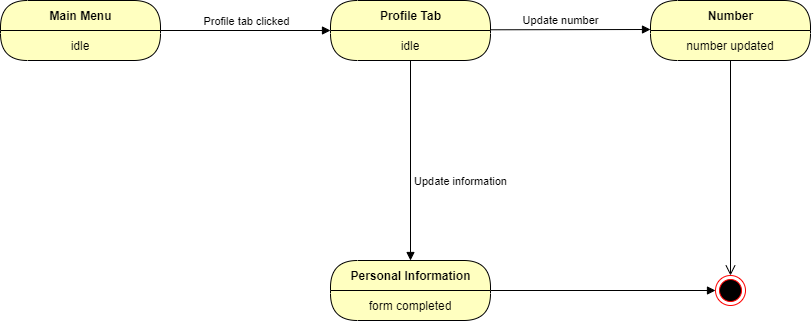 Main Menu
idle
Profile tab clicked
Profile Tab
idle
Update number
Number
number updated
Update information
Personal Information
form completed